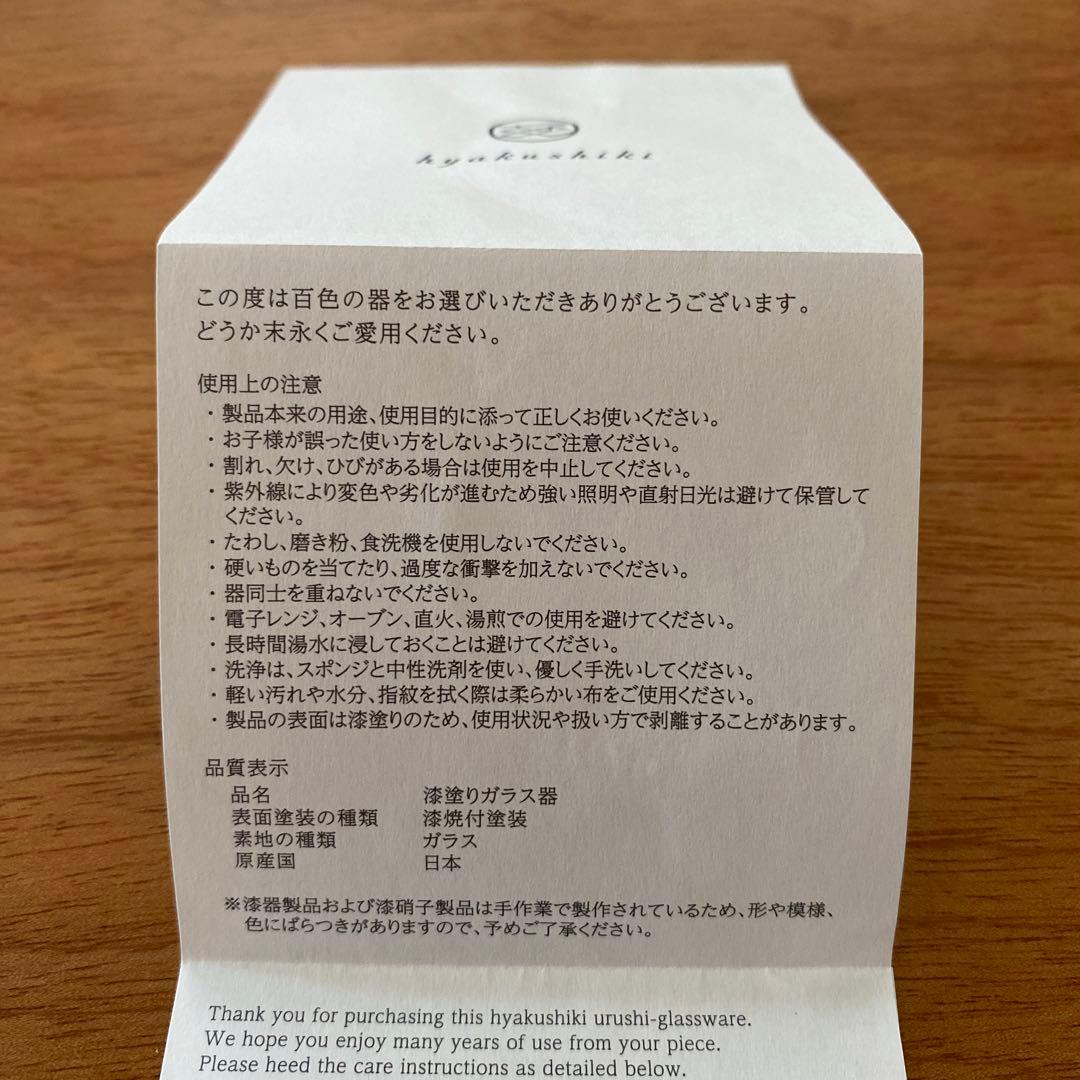 hyakushiki
この度は百色の器をお選びいただきありがとうございます。
どうか末永くご愛用ください。
使用上の注意
・製品本来の用途、使用目的に添って正しくお使いください。
・お子様が誤った使い方をしないようにご注意ください。
・割れ、欠け、ひびがある場合は使用を中止してください。
・紫外線により変色や劣化が進むため強い照明や直射日光は避けて保管して
ください。
・たわし、磨き粉、食洗機を使用しないでください。
・硬いものを当てたり、過度な衝撃を加えないでください。
・器同士を重ねないでください。
・電子レンジ、オーブン、直火、湯煎での使用を避けてください。
・長時間湯水に浸しておくことは避けてください。
・洗浄は、スポンジと中性洗剤を使い、優しく手洗いしてください。
・軽い汚れや水分、指紋を拭く際は柔らかい布をご使用ください。
・製品の表面は漆塗りのため、使用状況や扱い方で剥離することがあります。
品質表示
品名 漆塗りガラス器
表面塗装の種類 漆焼付塗装
素地の種類 ガラス
原産国 日本
※漆器製品および漆硝子製品は手作業で製作されているため、形や模様、
色にばらつきがありますので、予めご了承ください。
Thank you for purchasing this hyakushiki urushi-glassware.
We hope you enjoy many years of use from your piece.
Please heed the care instructions as detailed below.